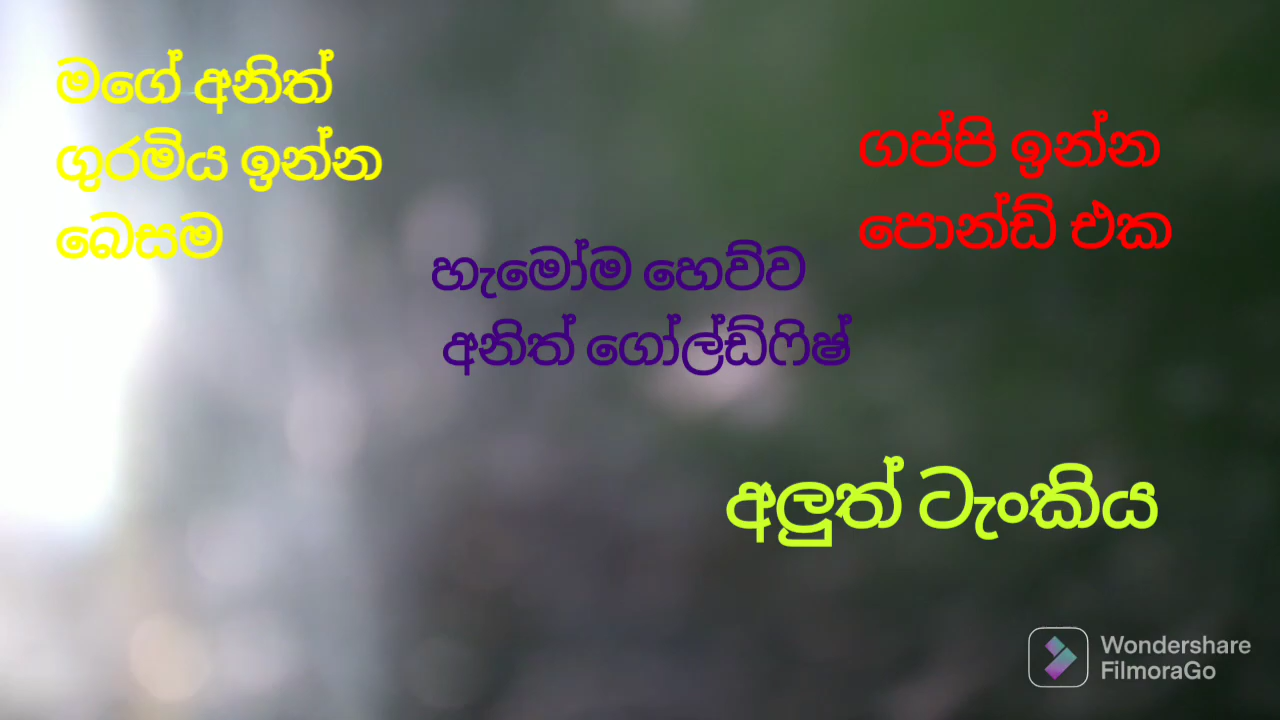 මගේ අනිත්
ගුරමිය ඉන්න
බෙසම
ගප්පි ඉන්න
පොන්ඩ් එක
හැමෝම හෙව්ව
අනිත් ගෝල්ඩ්ෆිෂ්
අලුත් ටැංකිය
Wondershare
FilmoraGo